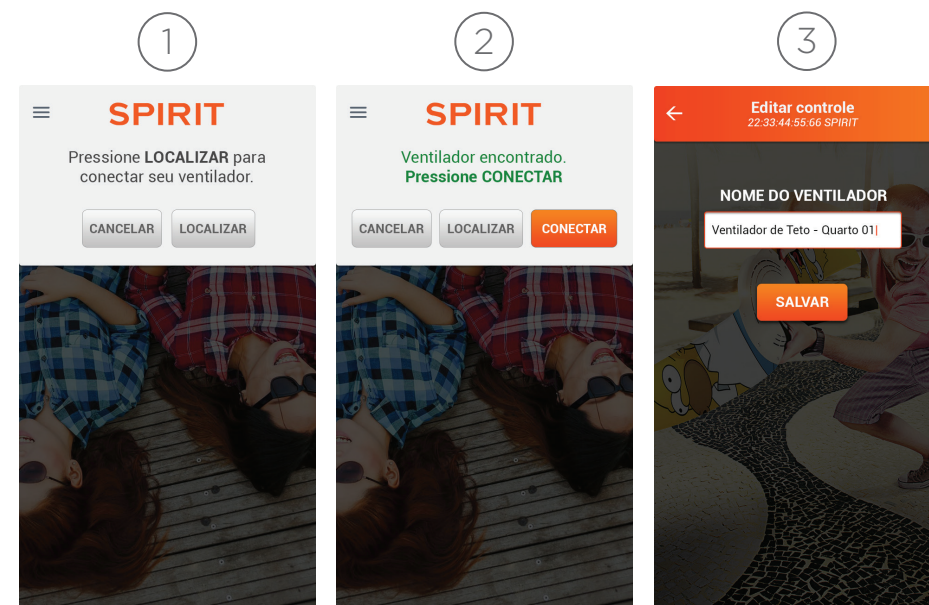 1
2
3
SPIRIT
Pressione LOCALIZAR para
conectar seu ventilador.
CANCELAR
LOCALIZAR
SPIRIT
Ventilador encontrado.
Pressione CONECTAR
CANCELAR
LOCALIZAR
CONECTAR
Editar controle
22:33:44:55:66 SPIRIT
NOME DO VENTILADOR
Ventilador de Teto - Quarto 01
SALVAR